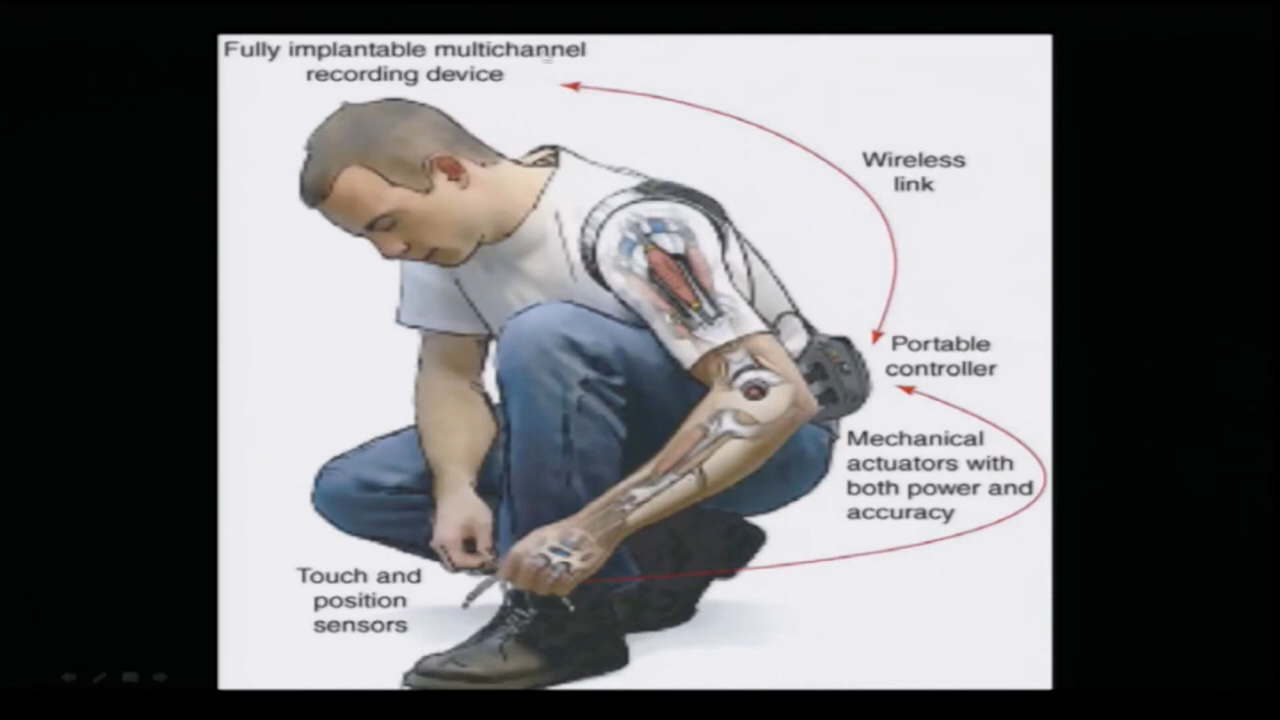 Fully implantable multichannel
recording device
Wireless
link
Portable
controller
Mechanical
actuators with
both power and
accuracy
Touch and
position
sensors